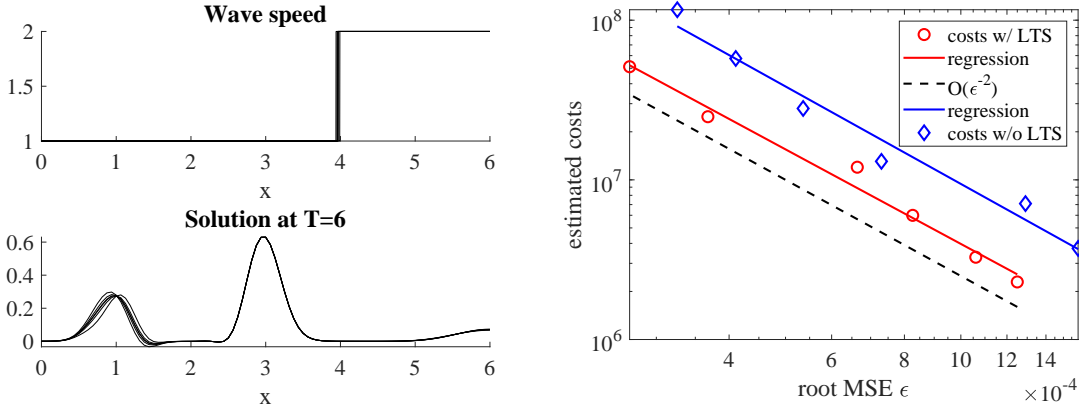 Wave speed
2
1.5
1
0 1 2 3 4 5 6
x
Solution at T=6
0.6
0.4
0.2
0
0 1 2 3 4 5 6
x
10^8
10^7
10^6
estimated costs
costs w/ LTS
regression
O(ϵ^-2)
regression
costs w/o LTS
4 6 8 10 12 14
root MSE ϵ
×10^-4